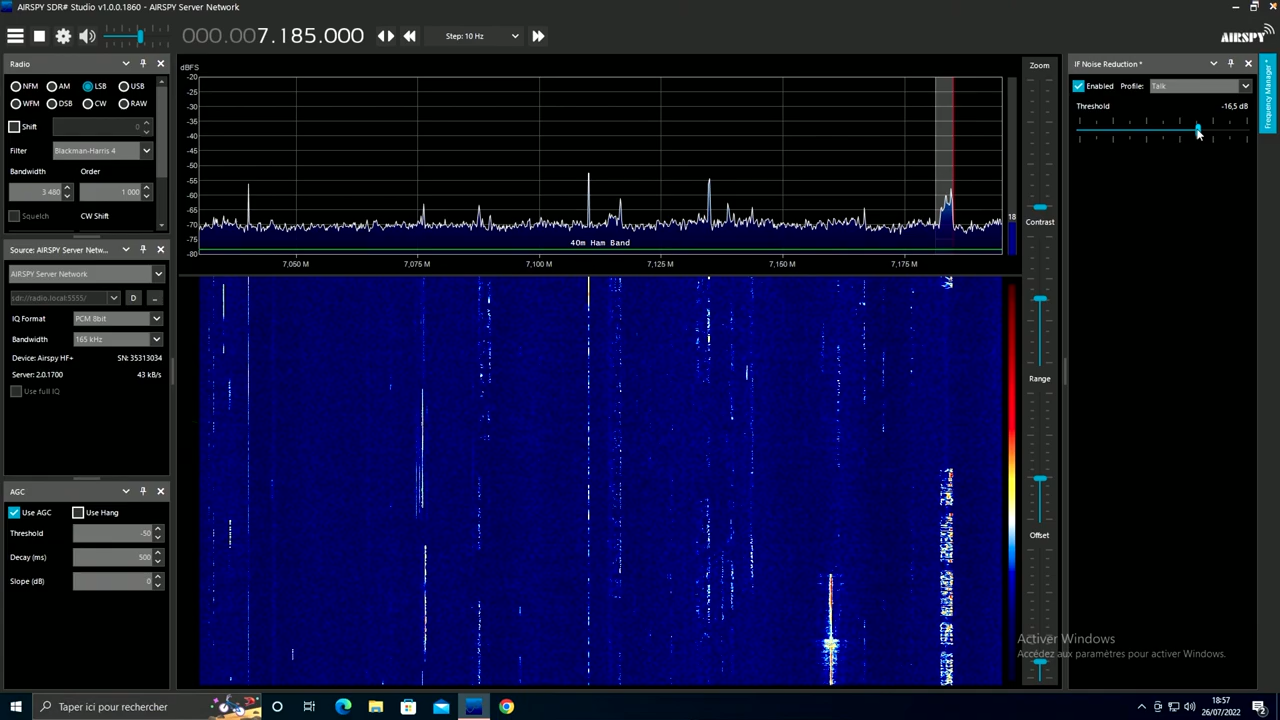 AIRSPY SDR# Studio v1.0.0.1860 - AIRSPY Server Network
000.007.185.000
Step: 10 Hz
AIRSPY
Radio
NFM AM LSB USB
WFM DSB CW RAW
Shift 0
Filter Blackman-Harris 4
Bandwidth Order
3 480 1 000
Squelch CW Shift
Source: AIRSPY Server Netw...
AIRSPY Server Network
sdr://radio.local:5555/ D ...
IQ Format PCM 8bit
Bandwidth 165 kHz
Device: Airspy HF+ SN: 35313034
Server: 2.0.1700 43 kB/s
Use full IQ
AGC
Use AGC Use Hang
Threshold -50
Decay (ms) 500
Slope (dB) 0
dBFS
-20
-25
-30
-35
-40
-45
-50
-55
-60
-65
-70
-75
-80
40m Ham Band
7,050 M 7,075 M 7,100 M 7,125 M 7,150 M 7,175 M
18
Zoom
Contrast
Range
Offset
IF Noise Reduction *
Enabled Profile: Talk
Threshold -16,5 dB
Frequency Manager *
Activer Windows
Accédez aux paramètres pour activer Windows.
Taper ici pour rechercher
18:57
26/07/2022
2